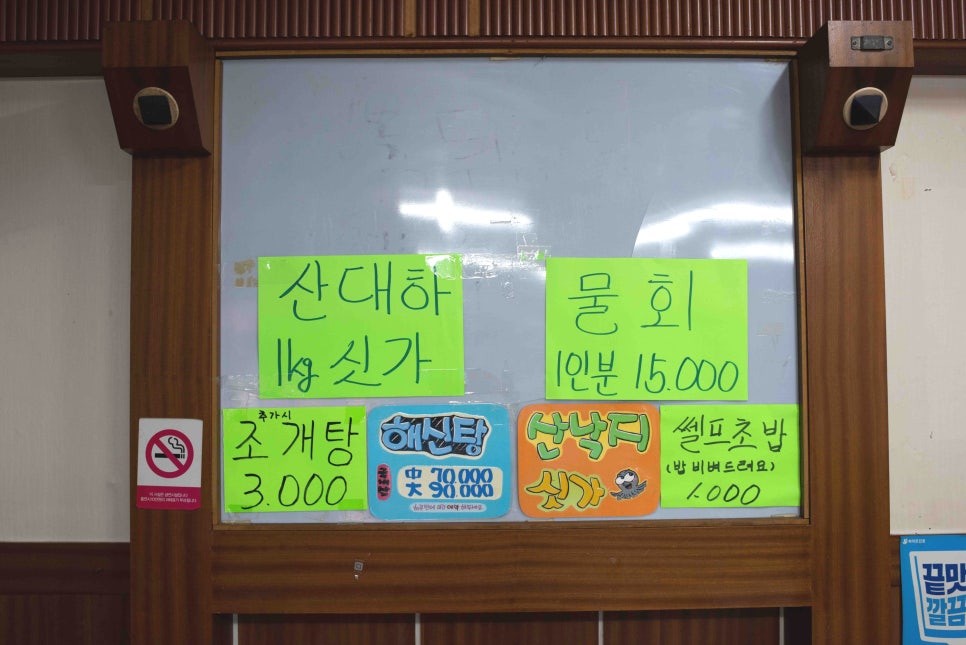 산대하
1kg 싯가
물 회
1인분 15.000
추가시
조개탕
3.000
해신탕
中 70.000
大 90.000
산낙지
싯가
쎌프초밥
(밥 비벼드려요)
1.000
끝맛
깔끔